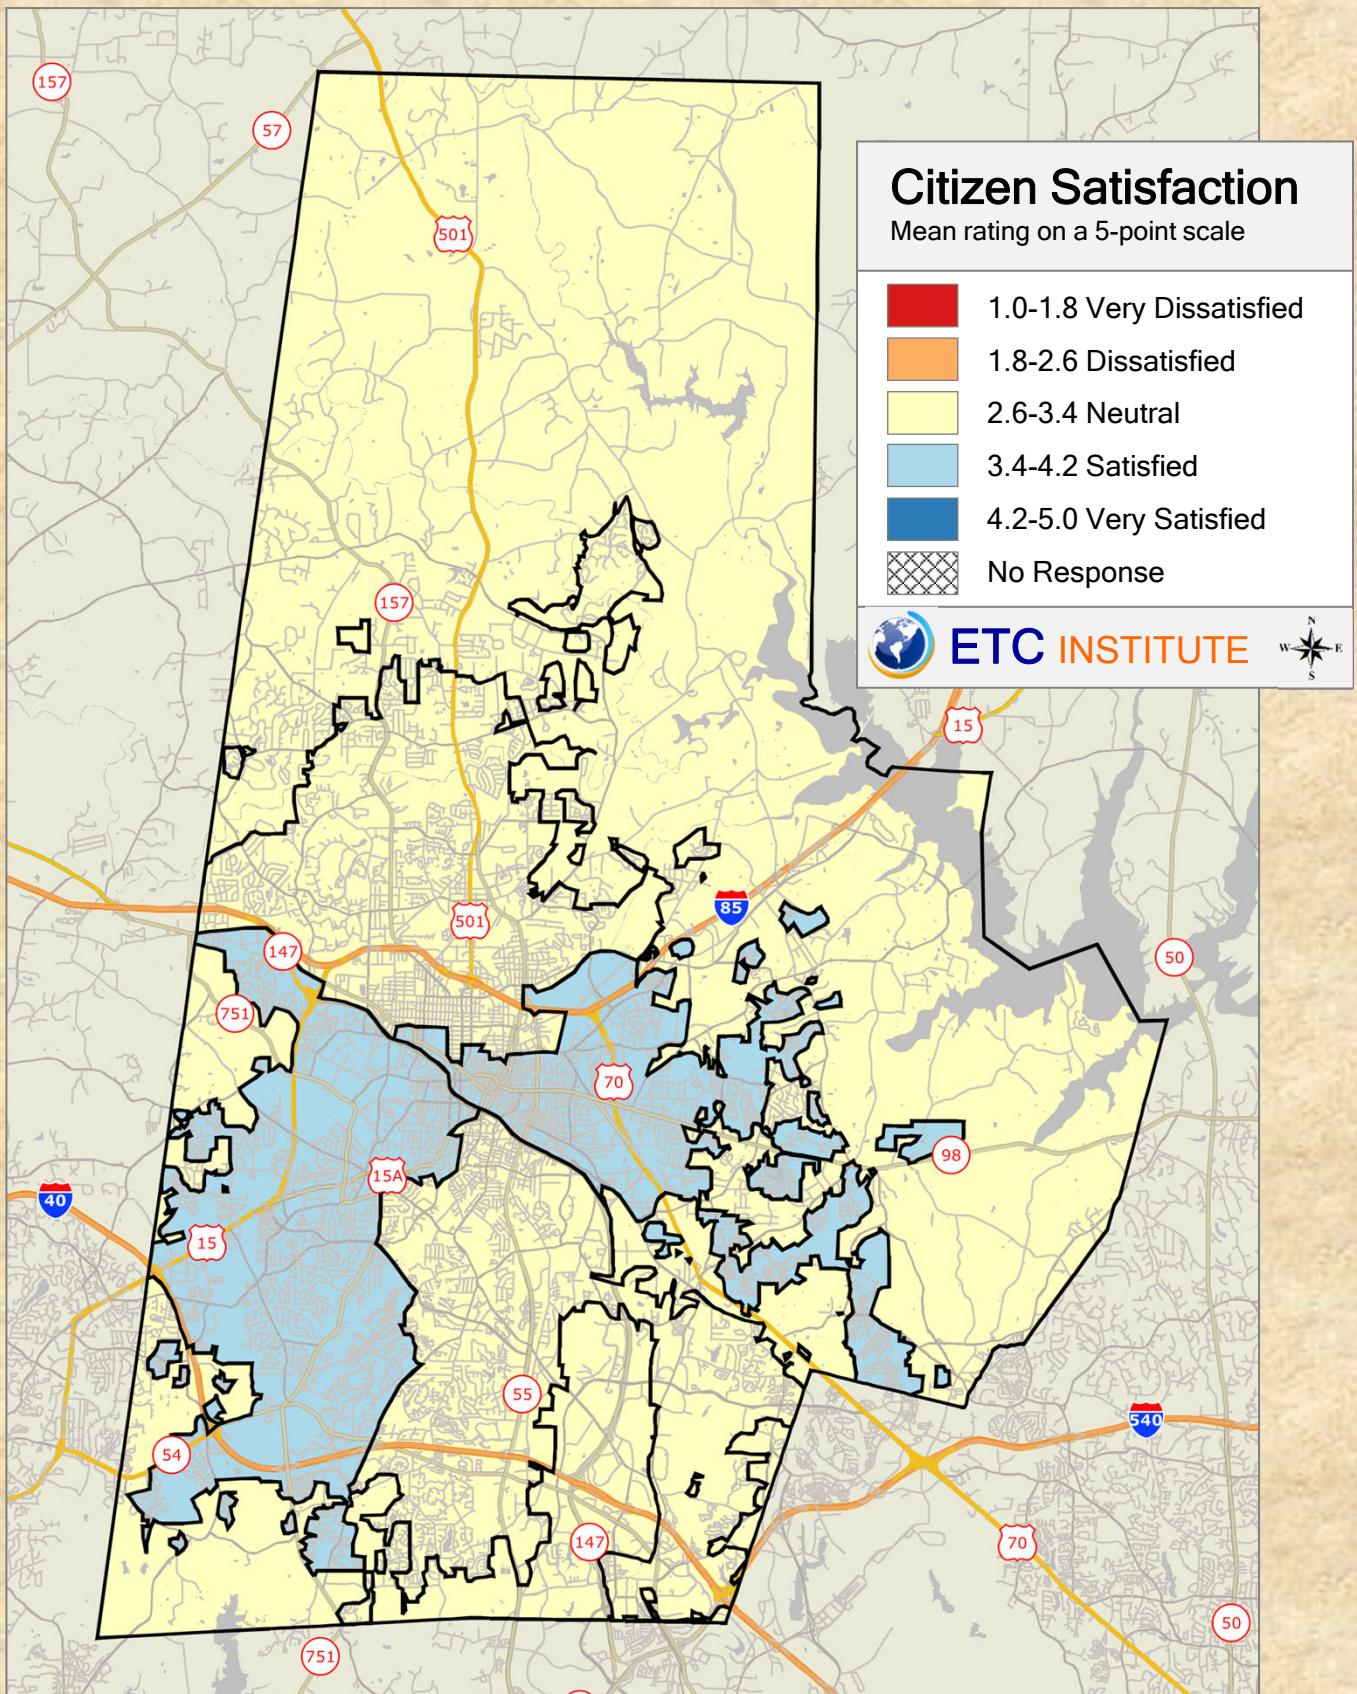 157
57
501
Citizen Satisfaction
Mean rating on a 5-point scale
1.0-1.8 Very Dissatisfied
1.8-2.6 Dissatisfied
2.6-3.4 Neutral
3.4-4.2 Satisfied
4.2-5.0 Very Satisfied
No Response
ETC INSTITUTE
N
W E
S
157
15
85
501
147
50
751
70
98
15A
40
15
55
540
54
147
70
50
751